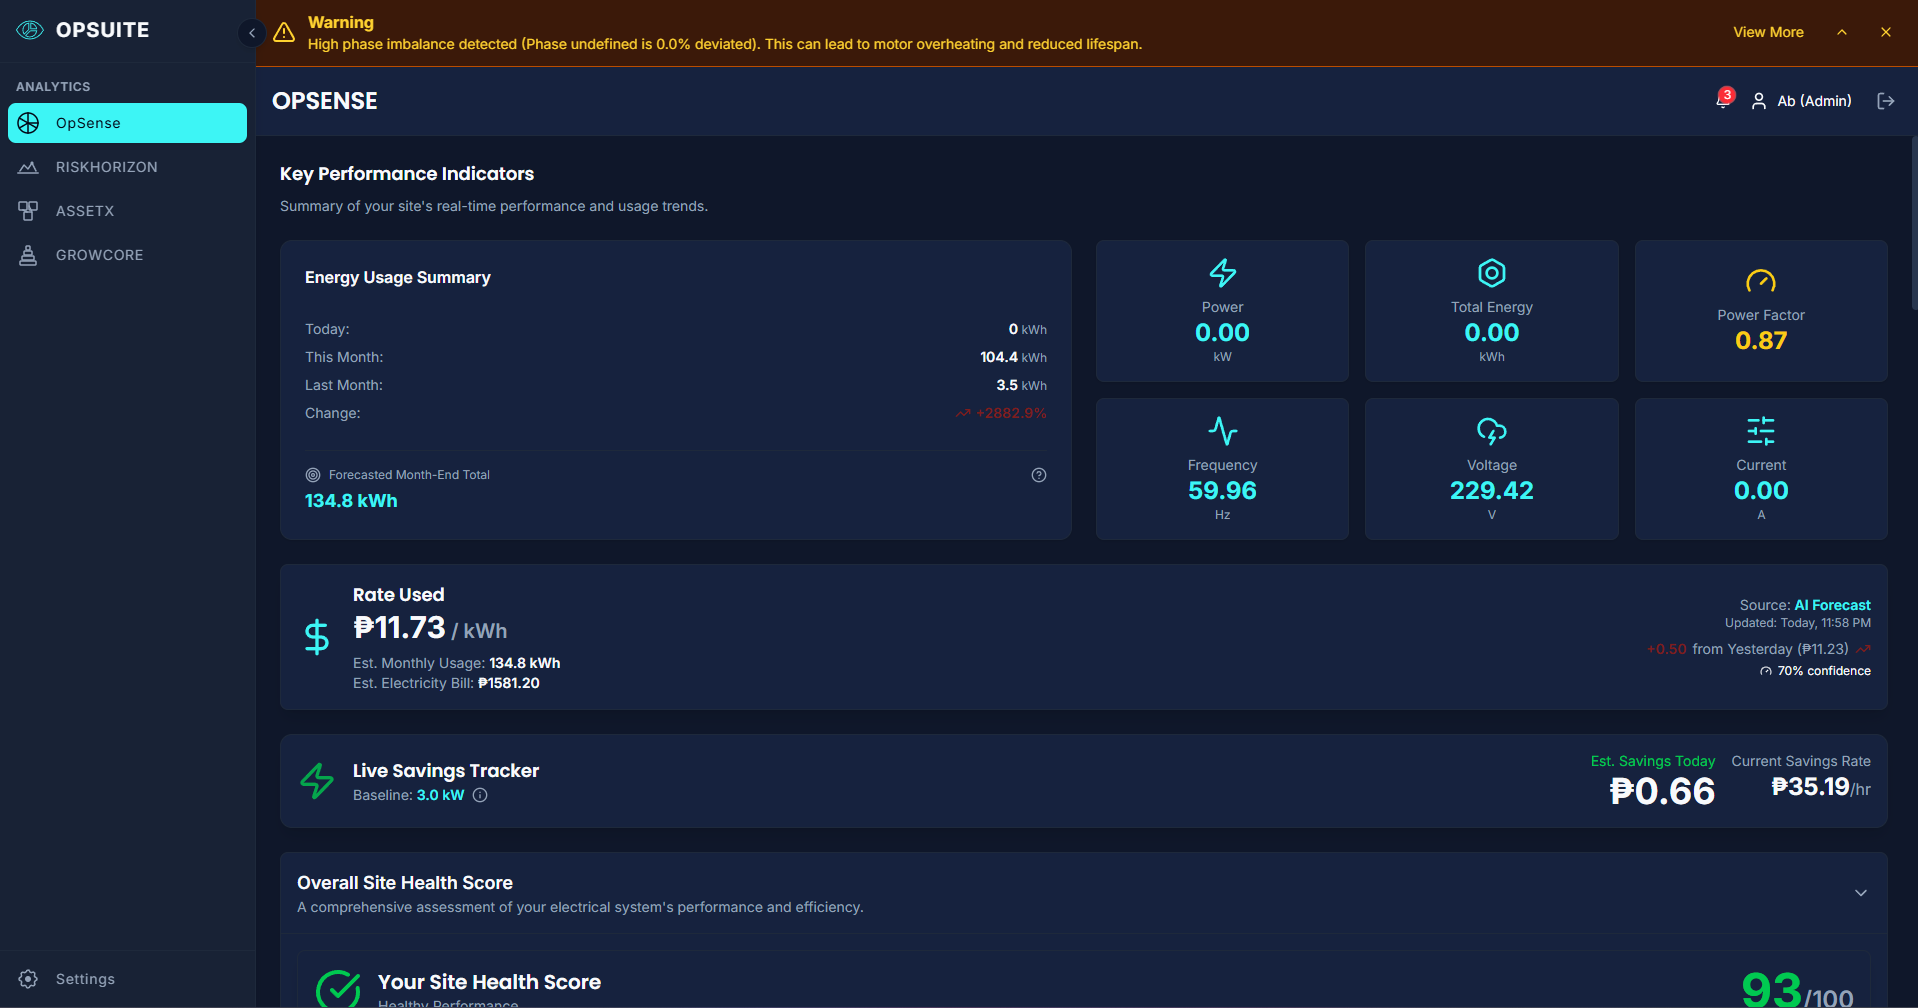 OPSUITE
ANALYTICS
OpSense
RISKHORIZON
ASSETX
GROWCORE
Settings
Warning
High phase imbalance detected (Phase undefined is 0.0% deviated). This can lead to motor overheating and reduced lifespan.
View More
OPSENSE
3
Ab (Admin)
Key Performance Indicators
Summary of your site's real-time performance and usage trends.
Energy Usage Summary
Today: 0 kWh
This Month: 104.4 kWh
Last Month: 3.5 kWh
Change: +2882.9%
Forecasted Month-End Total
134.8 kWh
Power
0.00
kW
Total Energy
0.00
kWh
Power Factor
0.87
Frequency
59.96
Hz
Voltage
229.42
V
Current
0.00
A
Rate Used
₱11.73 / kWh
Est. Monthly Usage: 134.8 kWh
Est. Electricity Bill: ₱1581.20
Source: AI Forecast
Updated: Today, 11:58 PM
+0.50 from Yesterday (₱11.23)
70% confidence
Live Savings Tracker
Baseline: 3.0 kW
Est. Savings Today
₱0.66
Current Savings Rate
₱35.19/hr
Overall Site Health Score
A comprehensive assessment of your electrical system's performance and efficiency.
Your Site Health Score
Healthy Performance
93/100